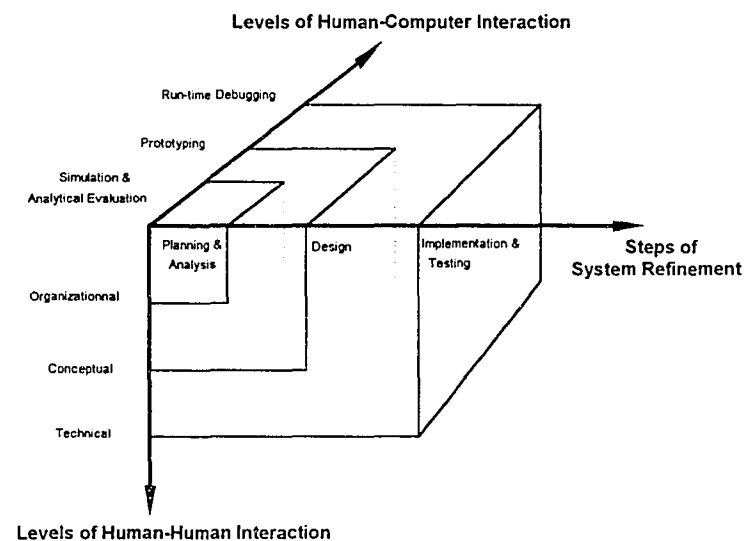 Levels of Human-Computer Interaction
Run-time Debugging
Prototyping
Simulation &
Analytical Evaluation
Planning &
Analysis
Design
Implementation &
Testing
Steps of
System Refinement
Organizationnal
Conceptual
Technical
Levels of Human-Human Interaction